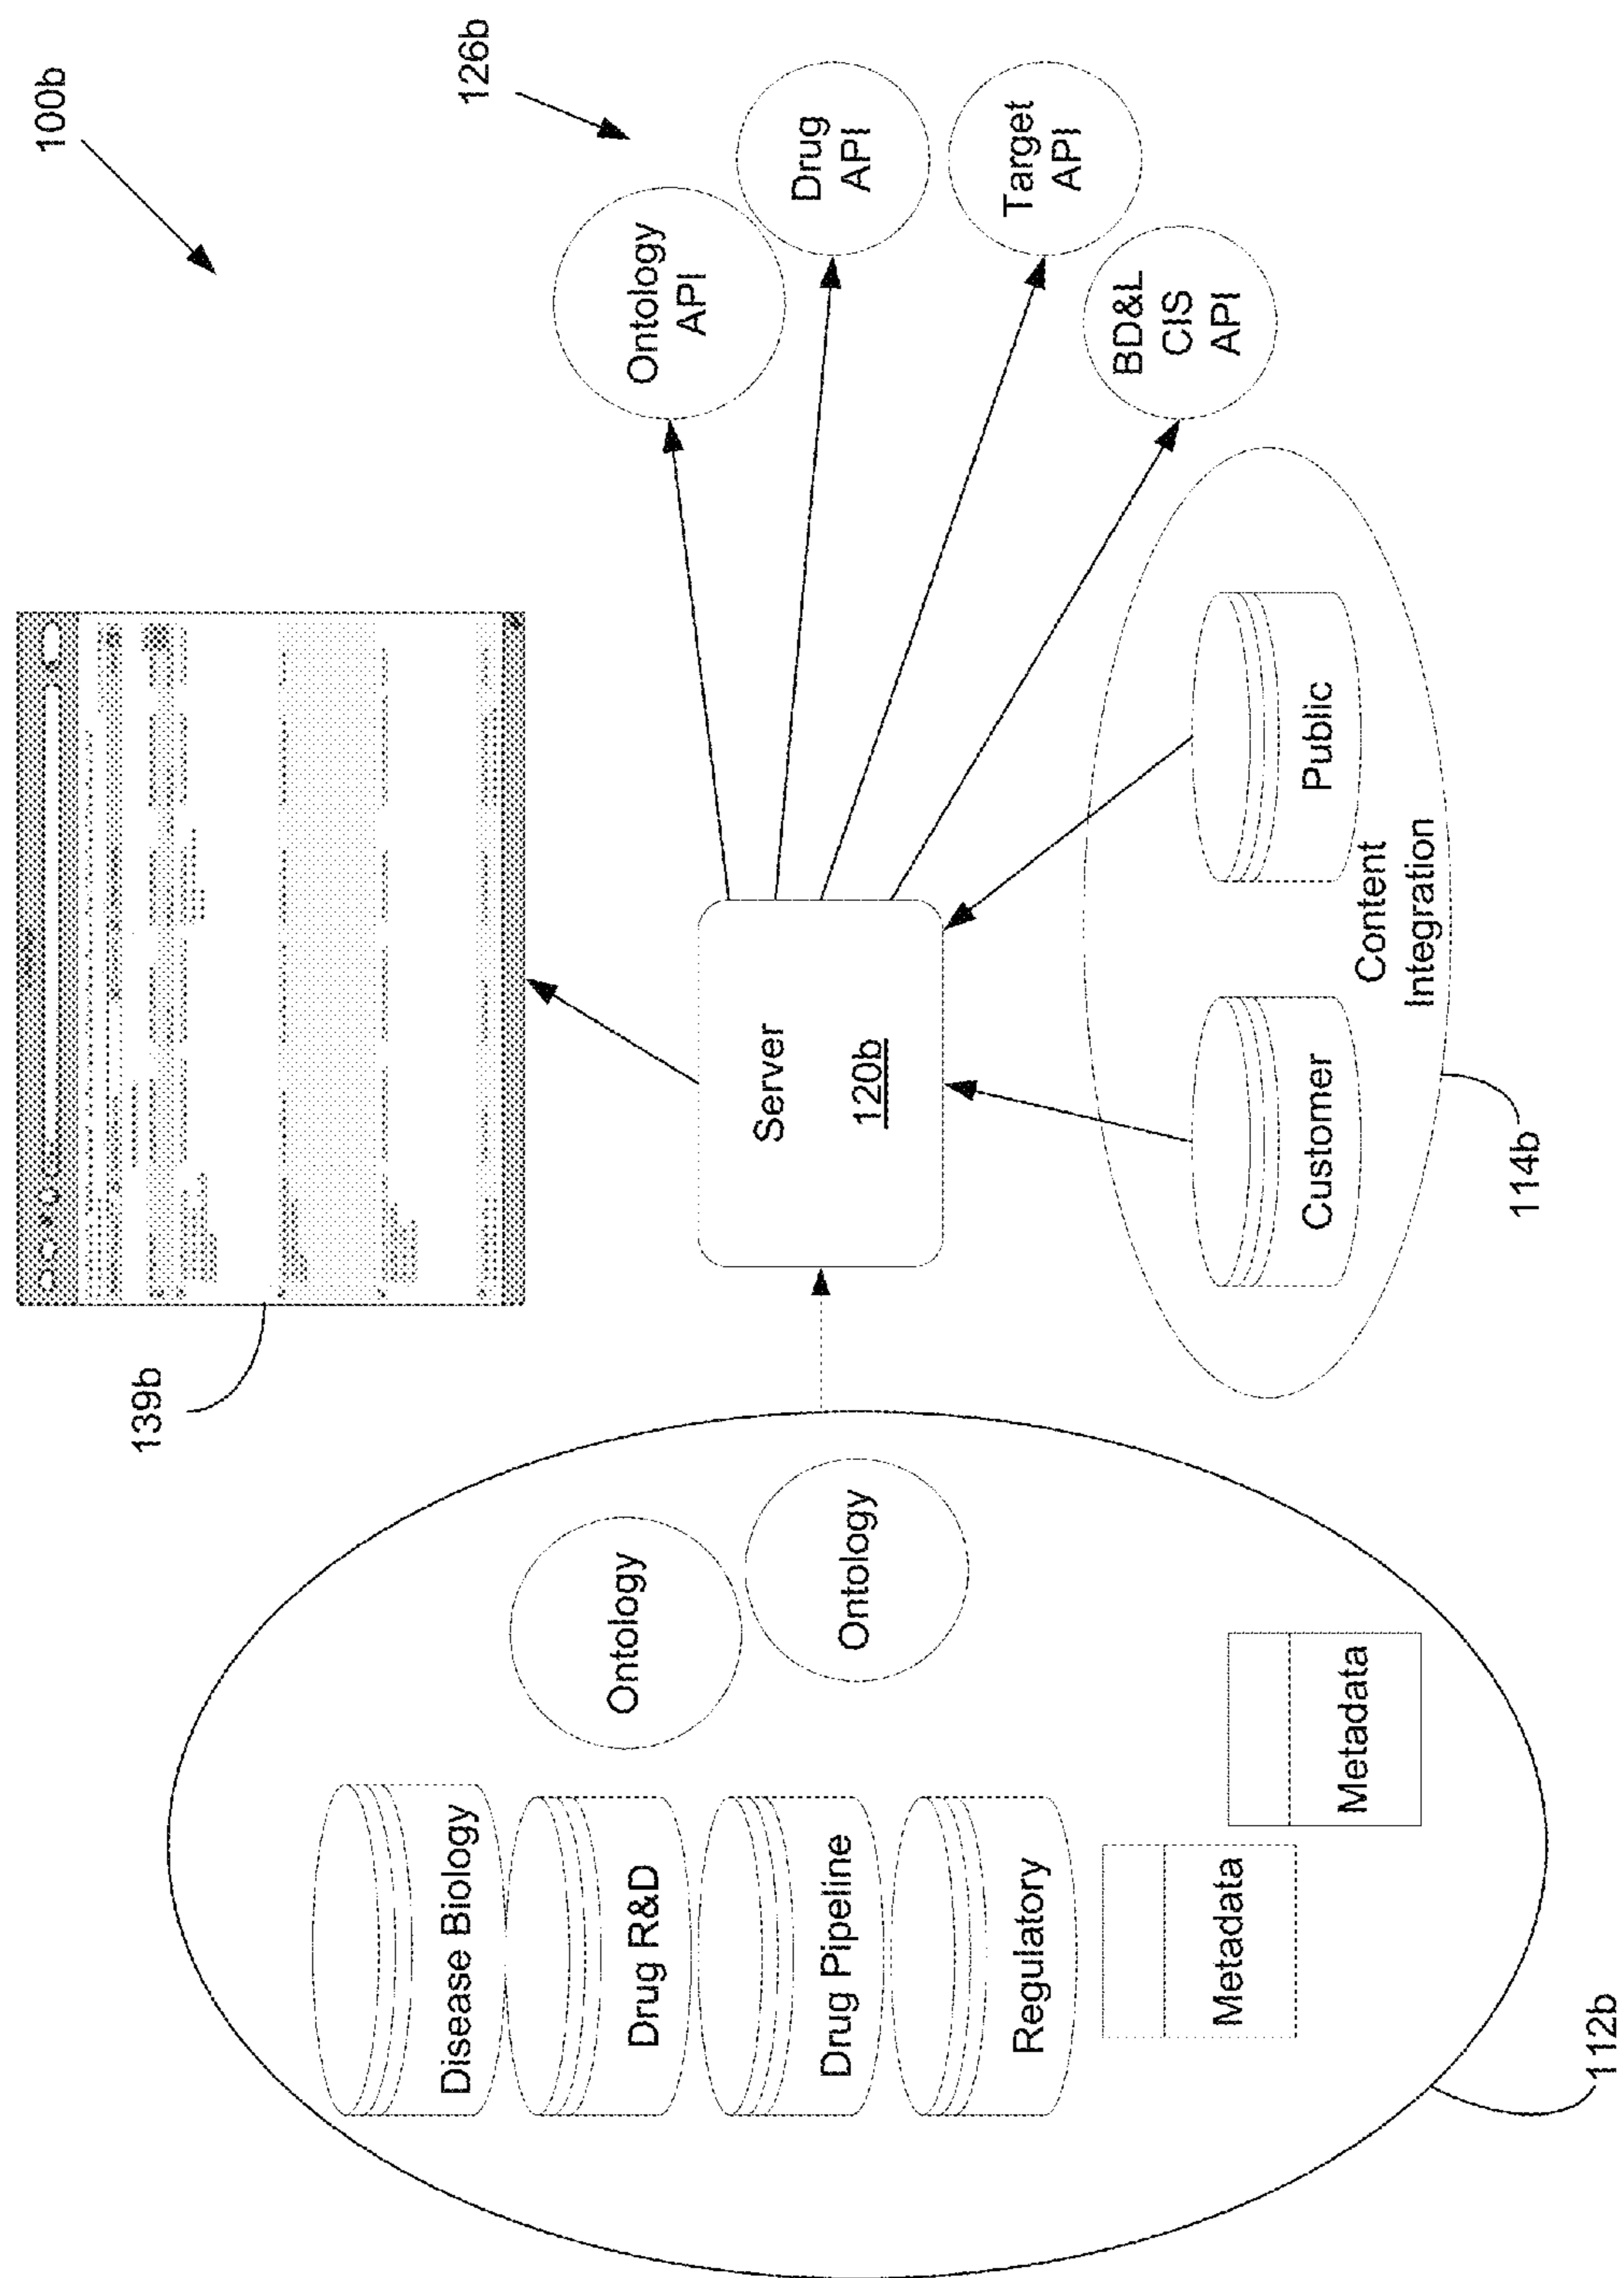 100b
139b
126b
Disease Biology
Drug R&D
Drug Pipeline
Regulatory
Metadata
Metadata
Ontology
Ontology
112b
Server
120b
Ontology
API
Drug
API
Target
API
BD&L
CIS
API
Customer
Public
Content
Integration
114b